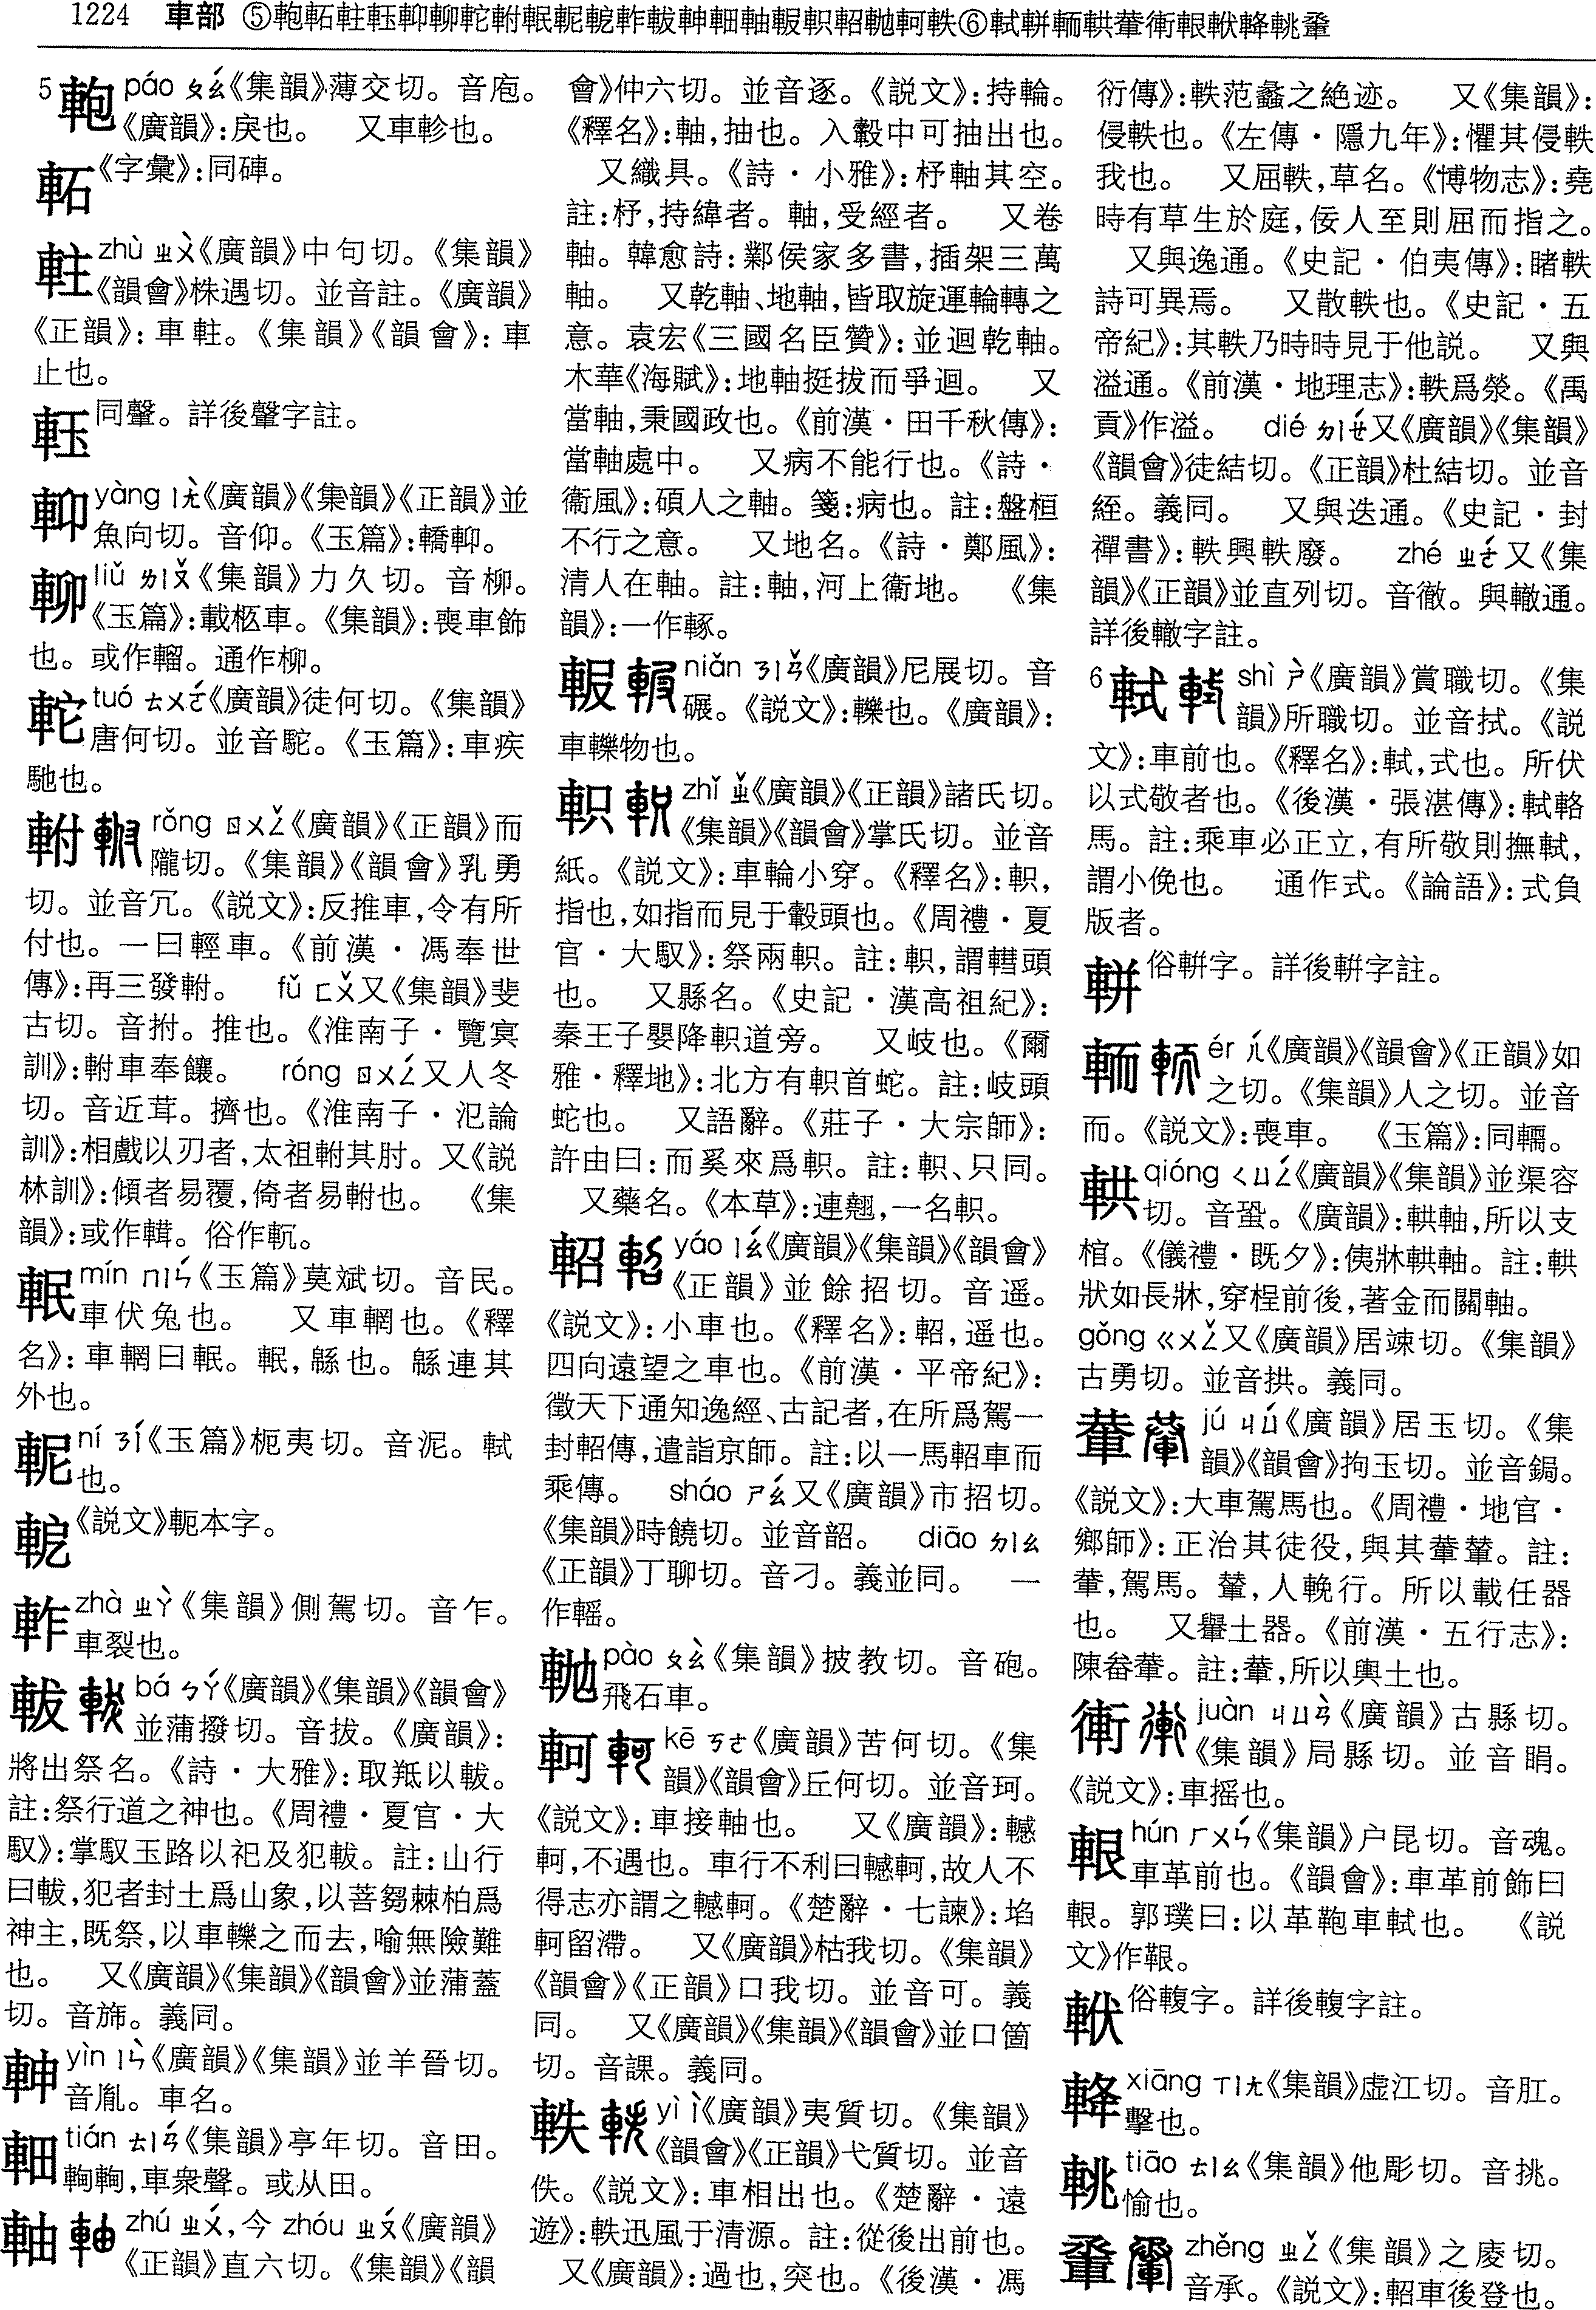 1224 車部 ⑤軳䂞軴䡎䡆䡀䡐軵䡑䡇䡊䡔軷䡅䡒軸報軹軺䡂軻軼⑥軾軿輀輁輂衛輥䡋䡏䡍䡓
5 軳 páo ㄆㄠˊ《集韻》薄交切。音庖。
《廣韻》:戾也。　又車軫也。
《字彙》:同硨。
軴 zhù ㄓㄨˋ《廣韻》中句切。《集韻》
《韻會》株遇切。並音註。《廣韻》
《正韻》:車軴。《集韻》《韻會》:車
止也。
同聲。詳後聲字註。
yàng ㄧㄤˋ《廣韻》《集韻》《正韻》並
魚向切。音仰。《玉篇》:轎䡆。
liǔ ㄌㄧㄡˇ《集韻》力久切。音柳。
《玉篇》:載柩車。《集韻》:喪車飾
也。或作輜。通作柳。
tuó ㄊㄨㄛˊ《廣韻》徒何切。《集韻》
唐何切。並音駝。《玉篇》:車疾
馳也。
軵 rǒng ㄖㄨㄥˇ《廣韻》《正韻》而
隴切。《集韻》《韻會》乳勇
切。並音冗。《説文》:反推車,令有所
付也。一曰輕車。《前漢·馮奉世
傳》:再三發軵。　fǔ ㄈㄨˇ又《集韻》斐
古切。音拊。推也。《淮南子·覽冥
訓》:軵車奉饟。　róng ㄖㄨㄥˊ又人冬
切。音近茸。擠也。《淮南子·氾論
訓》:相戲以刃者,太祖軵其肘。又《説
林訓》:傾者易覆,倚者易軵也。　《集
韻》:或作㨉。俗作䡐。
mín ㄇㄧㄣˊ《玉篇》莫斌切。音民。
車伏兔也。　又車輞也。《釋
名》:車輞曰䡑。䡑,緜也。緜連其
外也。
ní ㄋㄧˊ《玉篇》柅夷切。音泥。軾
也。
《説文》軛本字。
zhà ㄓㄚˋ《集韻》側駕切。音乍。
車裂也。
軷 bá ㄅㄚˊ《廣韻》《集韻》《韻會》
並蒲撥切。音拔。《廣韻》:
將出祭名。《詩·大雅》:取羝以軷。
註:祭行道之神也。《周禮·夏官·大
馭》:掌馭玉路以祀及犯軷。註:山行
曰軷,犯者封土爲山象,以菩芻棘柏爲
神主,既祭,以車轢之而去,喻無險難
也。　又《廣韻》《集韻》《韻會》並蒲蓋
切。音旆。義同。
yìn ㄧㄣˋ《廣韻》《集韻》並羊晉切。
音胤。車名。
tián ㄊㄧㄢˊ《集韻》亭年切。音田。
軥軥,車衆聲。或从田。
軸 zhú ㄓㄨˊ,今 zhóu ㄓㄡˊ《廣韻》
《正韻》直六切。《集韻》《韻
會》仲六切。並音逐。《説文》:持輪。
《釋名》:軸,抽也。入轂中可抽出也。
又織具。《詩·小雅》:杼軸其空。
註:杼,持緯者。軸,受經者。　又卷
軸。韓愈詩:鄴侯家多書,插架三萬
軸。　又乾軸、地軸,皆取旋運輪轉之
意。袁宏《三國名臣贊》:並迴乾軸。
木華《海賦》:地軸挺拔而爭迴。　又
當軸,秉國政也。《前漢·田千秋傳》:
當軸處中。　又病不能行也。《詩·
衞風》:碩人之軸。箋:病也。註:盤桓
不行之意。　又地名。《詩·鄭風》:
清人在軸。註:軸,河上衞地。　《集
韻》:一作䡜。
niǎn ㄋㄧㄢˇ《廣韻》尼展切。音
碾。《説文》:轢也。《廣韻》:
車轢物也。
軹 zhǐ ㄓˇ《廣韻》《正韻》諸氏切。
《集韻》《韻會》掌氏切。並音
紙。《説文》:車輪小穿。《釋名》:軹,
指也,如指而見于轂頭也。《周禮·夏
官·大馭》:祭兩軹。註:軹,謂轊頭
也。　又縣名。《史記·漢高祖紀》:
秦王子嬰降軹道旁。　又岐也。《爾
雅·釋地》:北方有軹首蛇。註:岐頭
蛇也。　又語辭。《莊子·大宗師》:
許由曰:而奚來爲軹。註:軹、只同。
又藥名。《本草》:連翹,一名軹。
軺 yáo ㄧㄠˊ《廣韻》《集韻》《韻會》
《正韻》並餘招切。音遥。
《説文》:小車也。《釋名》:軺,遥也。
四向遠望之車也。《前漢·平帝紀》:
徵天下通知逸經、古記者,在所爲駕一
封軺傳,遣詣京師。註:以一馬軺車而
乘傳。　sháo ㄕㄠˊ又《廣韻》市招切。
《集韻》時饒切。並音韶。　diāo ㄉㄧㄠ
《正韻》丁聊切。音刁。義並同。　一
作䡛。
pào ㄆㄠˋ《集韻》披教切。音砲。
飛石車。
軻 kē ㄎㄜ《廣韻》苦何切。《集
韻》《韻會》丘何切。並音珂。
《説文》:車接軸也。　又《廣韻》:轗
軻,不遇也。車行不利曰轗軻,故人不
得志亦謂之轗軻。《楚辭·七諫》:埳
軻留滯。　又《廣韻》枯我切。《集韻》
《韻會》《正韻》口我切。並音可。義
同。　又《廣韻》《集韻》《韻會》並口箇
切。音課。義同。
軼 yì ㄧˋ《廣韻》夷質切。《集韻》
《韻會》《正韻》弋質切。並音
佚。《説文》:車相出也。《楚辭·遠
遊》:軼迅風于清源。註:從後出前也。
又《廣韻》:過也,突也。《後漢·馮
衍傳》:軼范蠡之絶迹。　又《集韻》:
侵軼也。《左傳·隱九年》:懼其侵軼
我也。　又屈軼,草名。《博物志》:堯
時有草生於庭,佞人至則屈而指之。
又與逸通。《史記·伯夷傳》:睹軼
詩可異焉。　又散軼也。《史記·五
帝紀》:其軼乃時時見于他説。　又與
溢通。《前漢·地理志》:軼爲滎。《禹
貢》作溢。　dié ㄉㄧㄝˊ又《廣韻》《集韻》
《韻會》徒結切。《正韻》杜結切。並音
絰。義同。　又與迭通。《史記·封
禪書》:軼興軼廢。　zhé ㄓㄜˊ又《集
韻》《正韻》並直列切。音徹。與轍通。
詳後轍字註。
6 軾 shì ㄕˋ《廣韻》賞職切。《集
韻》所職切。並音拭。《説
文》:車前也。《釋名》:軾,式也。所伏
以式敬者也。《後漢·張湛傳》:軾輅
馬。註:乘車必正立,有所敬則撫軾,
謂小俛也。　通作式。《論語》:式負
版者。
軿 俗輧字。詳後輧字註。
輀 ér ㄦˊ《廣韻》《韻會》《正韻》如
之切。《集韻》人之切。並音
而。《説文》:喪車。　《玉篇》:同轜。
輁 qióng ㄑㄩㄥˊ《廣韻》《集韻》並渠容
切。音蛩。《廣韻》:輁軸,所以支
棺。《儀禮·既夕》:侇牀輁軸。註:輁
狀如長牀,穿桯前後,著金而關軸。
gǒng ㄍㄨㄥˇ又《廣韻》居竦切。《集韻》
古勇切。並音拱。義同。
輂 jú ㄐㄩˊ《廣韻》居玉切。《集
韻》《韻會》拘玉切。並音鋦。
《説文》:大車駕馬也。《周禮·地官·
鄉師》:正治其徒役,與其輂輦。註:
輂,駕馬。輦,人輓行。所以載任器
也。　又轝土器。《前漢·五行志》:
陳畚輂。註:輂,所以輿土也。
juàn ㄐㄩㄢˋ《廣韻》古縣切。
《集韻》局縣切。並音睊。
《説文》:車摇也。
hún ㄏㄨㄣˊ《集韻》户昆切。音魂。
車革前也。《韻會》:車革前飾曰
䡣。郭璞曰:以革鞄車軾也。　《説
文》作鞎。
俗輹字。詳後輹字註。
xiāng ㄒㄧㄤ《集韻》虚江切。音肛。
擊也。
tiāo ㄊㄧㄠ《集韻》他彫切。音挑。
愉也。
zhěng ㄓㄥˇ《集韻》之庱切。
音承。《説文》:軺車後登也。